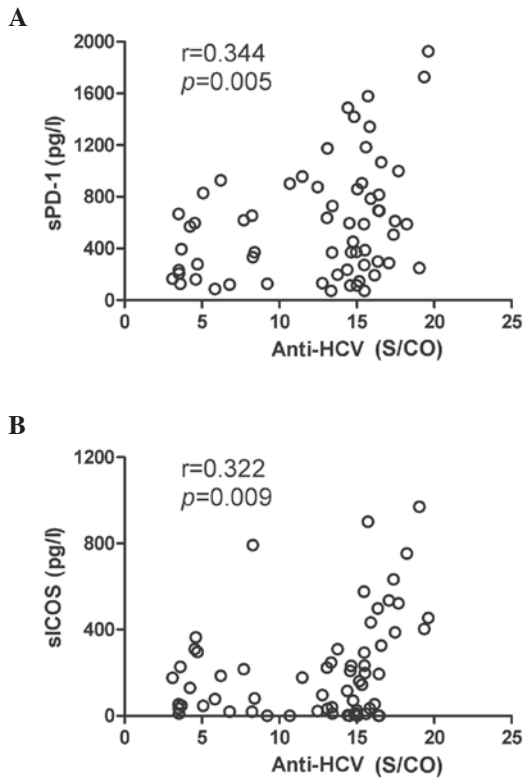 A
2000
1600
1200
800
400
0
sPD-1 (pg/l)
r=0.344
p=0.005
0 5 10 15 20 25
Anti-HCV (S/CO)
B
1200
800
400
0
sICOS (pg/l)
r=0.322
p=0.009
0 5 10 15 20 25
Anti-HCV (S/CO)